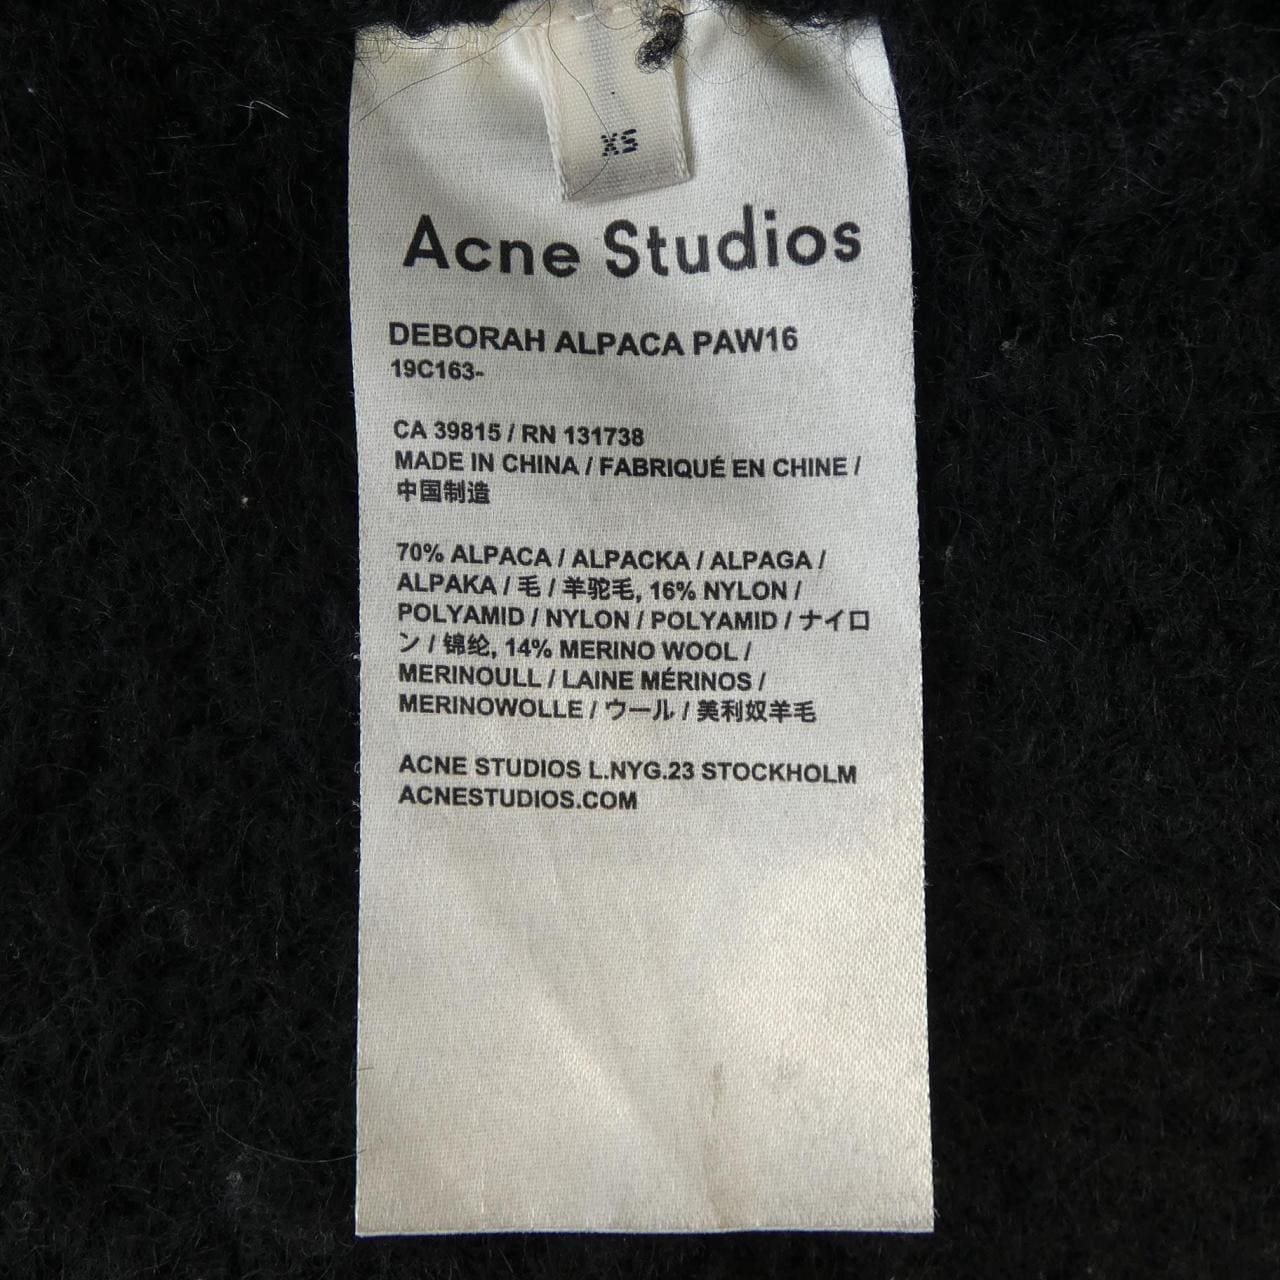 XS
Acne Studios
DEBORAH ALPACA PAW16
19C163-
CA 39815 / RN 131738
MADE IN CHINA / FABRIQUÉ EN CHINE /
中国制造
70% ALPACA / ALPACKA / ALPAGA /
ALPAKA / 毛 / 羊驼毛, 16% NYLON /
POLYAMID / NYLON / POLYAMID / ナイロ
ン / 锦纶, 14% MERINO WOOL /
MERINOULL / LAINE MÉRINOS /
MERINOWOLLE / ウール / 美利奴羊毛
ACNE STUDIOS L.NYG.23 STOCKHOLM
ACNESTUDIOS.COM